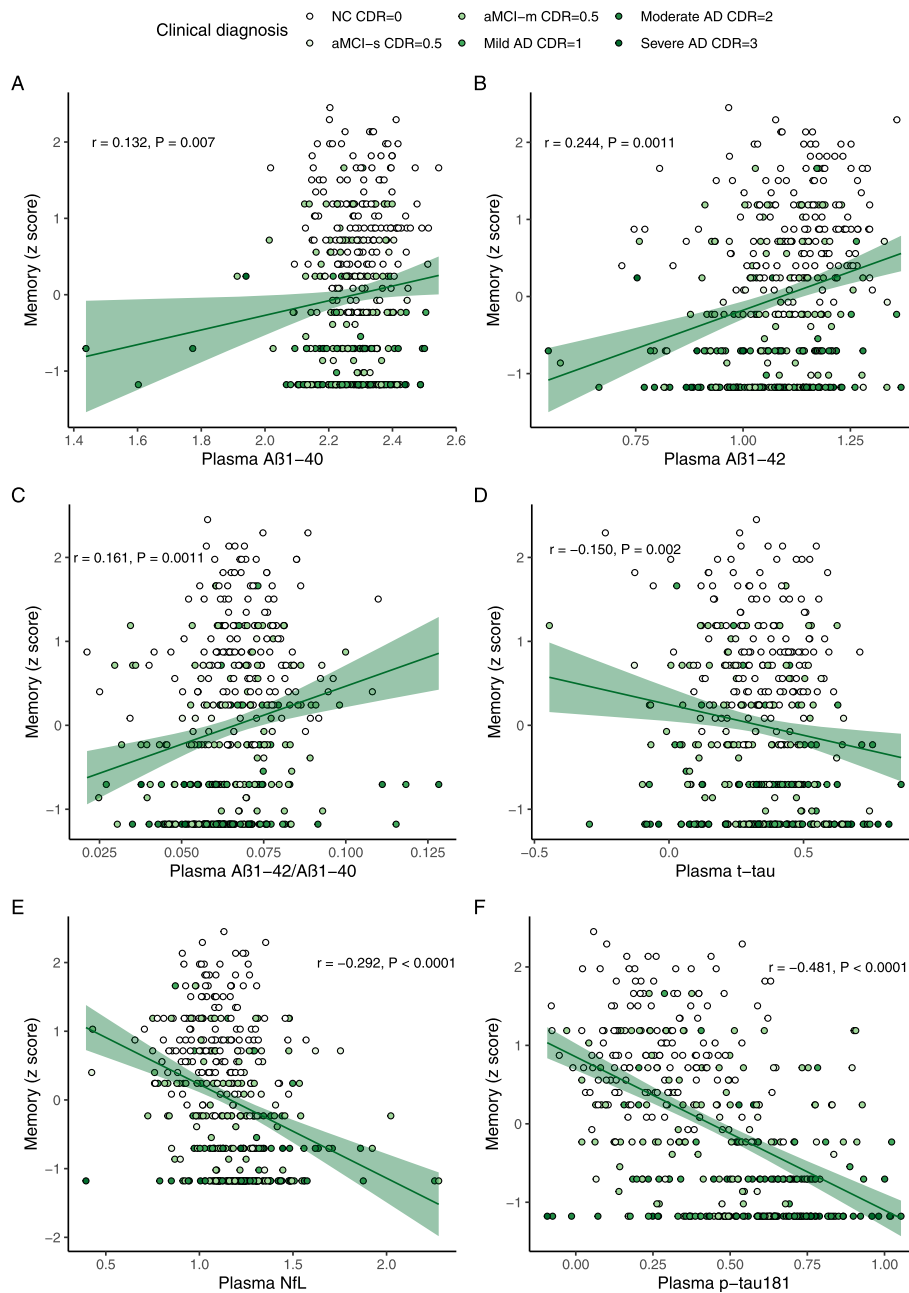 Clinical diagnosis
NC CDR=0
aMCI−m CDR=0.5
Moderate AD CDR=2
aMCI−s CDR=0.5
Mild AD CDR=1
Severe AD CDR=3
A
r = 0.132, P = 0.007
Memory (z score)
2
1
0
−1
1.4 1.6 1.8 2.0 2.2 2.4 2.6
Plasma Aß1−40
B
r = 0.244, P = 0.0011
Memory (z score)
2
1
0
−1
0.75 1.00 1.25
Plasma Aß1−42
C
r = 0.161, P = 0.0011
Memory (z score)
2
1
0
−1
0.025 0.050 0.075 0.100 0.125
Plasma Aß1−42/Aß1−40
D
r = −0.150, P = 0.002
Memory (z score)
2
1
0
−1
−0.5 0.0 0.5
Plasma t−tau
E
r = −0.292, P < 0.0001
Memory (z score)
2
1
0
−1
−2
0.5 1.0 1.5 2.0
Plasma NfL
F
r = −0.481, P < 0.0001
Memory (z score)
2
1
0
−1
0.00 0.25 0.50 0.75 1.00
Plasma p−tau181